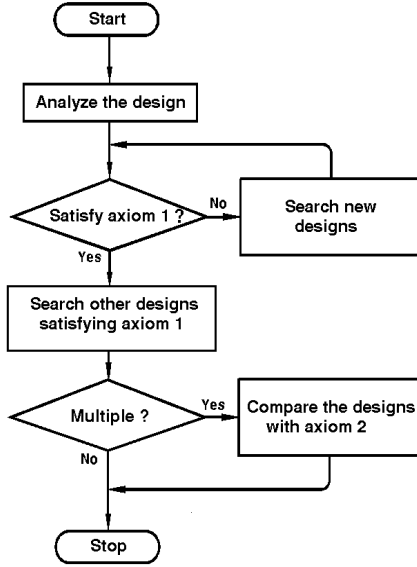 Start
Analyze the design
Satisfy axiom 1 ?
No
Search new
designs
Yes
Search other designs
satisfying axiom 1
Multiple ?
Yes
Compare the designs
with axiom 2
No
Stop